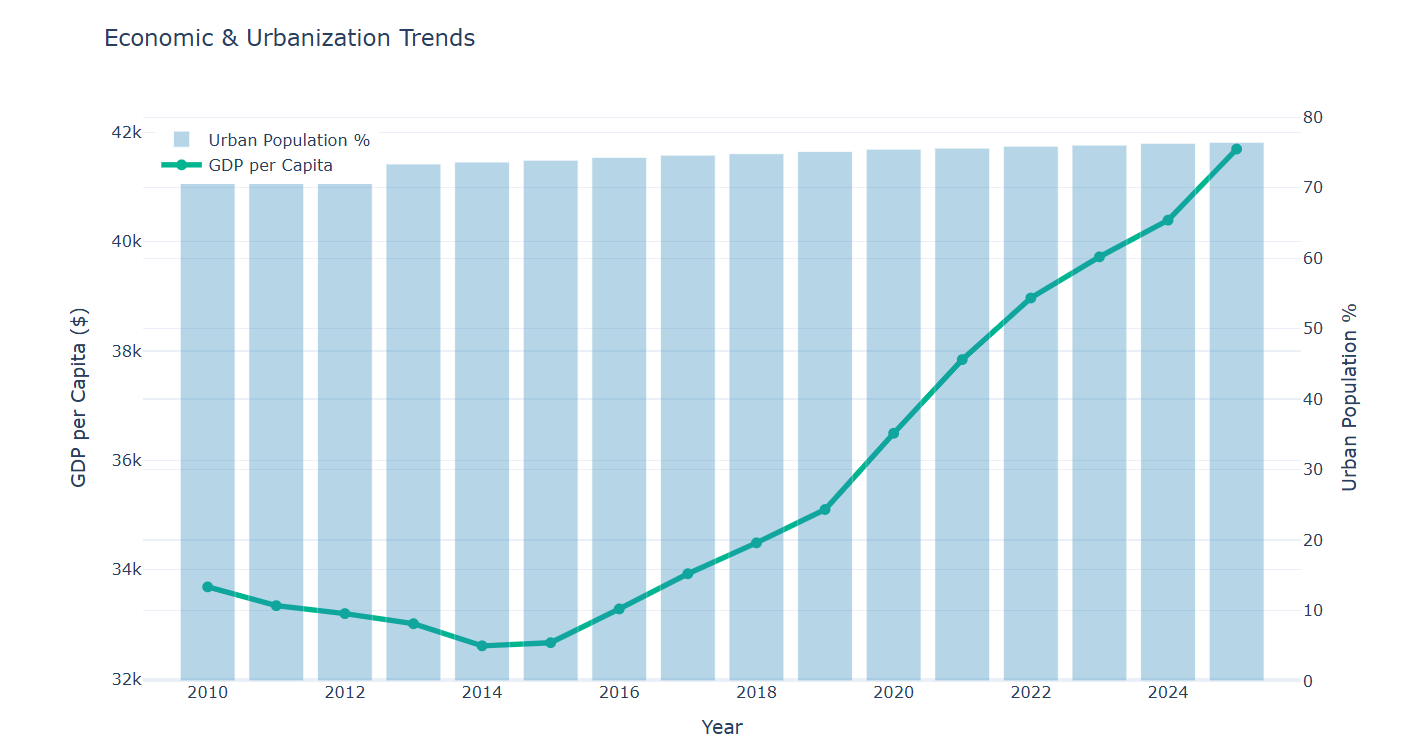 Economic & Urbanization Trends
Urban Population %
GDP per Capita
42k
40k
38k
36k
34k
32k
GDP per Capita ($)
80
70
60
50
40
30
20
10
0
Urban Population %
2010 2012 2014 2016 2018 2020 2022 2024
Year